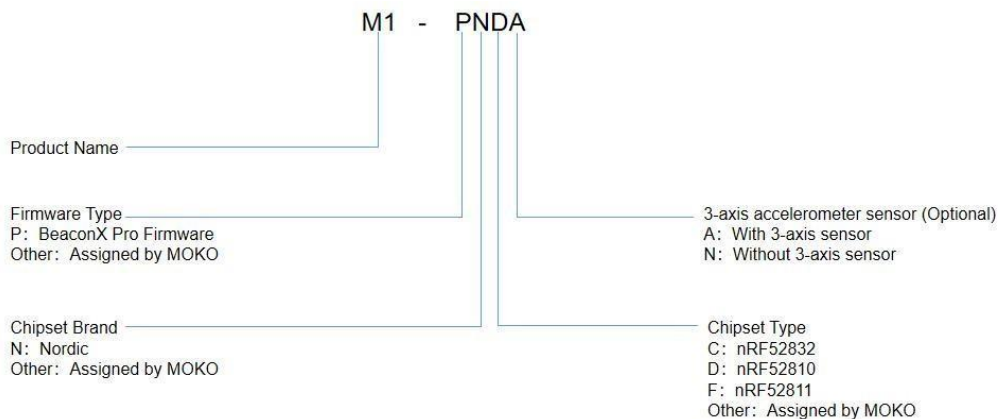 M1 - PNDA
Product Name
Firmware Type
P: BeaconX Pro Firmware
Other: Assigned by MOKO
3-axis accelerometer sensor (Optional)
A: With 3-axis sensor
N: Without 3-axis sensor
Chipset Brand
N: Nordic
Other: Assigned by MOKO
Chipset Type
C: nRF52832
D: nRF52810
F: nRF52811
Other: Assigned by MOKO